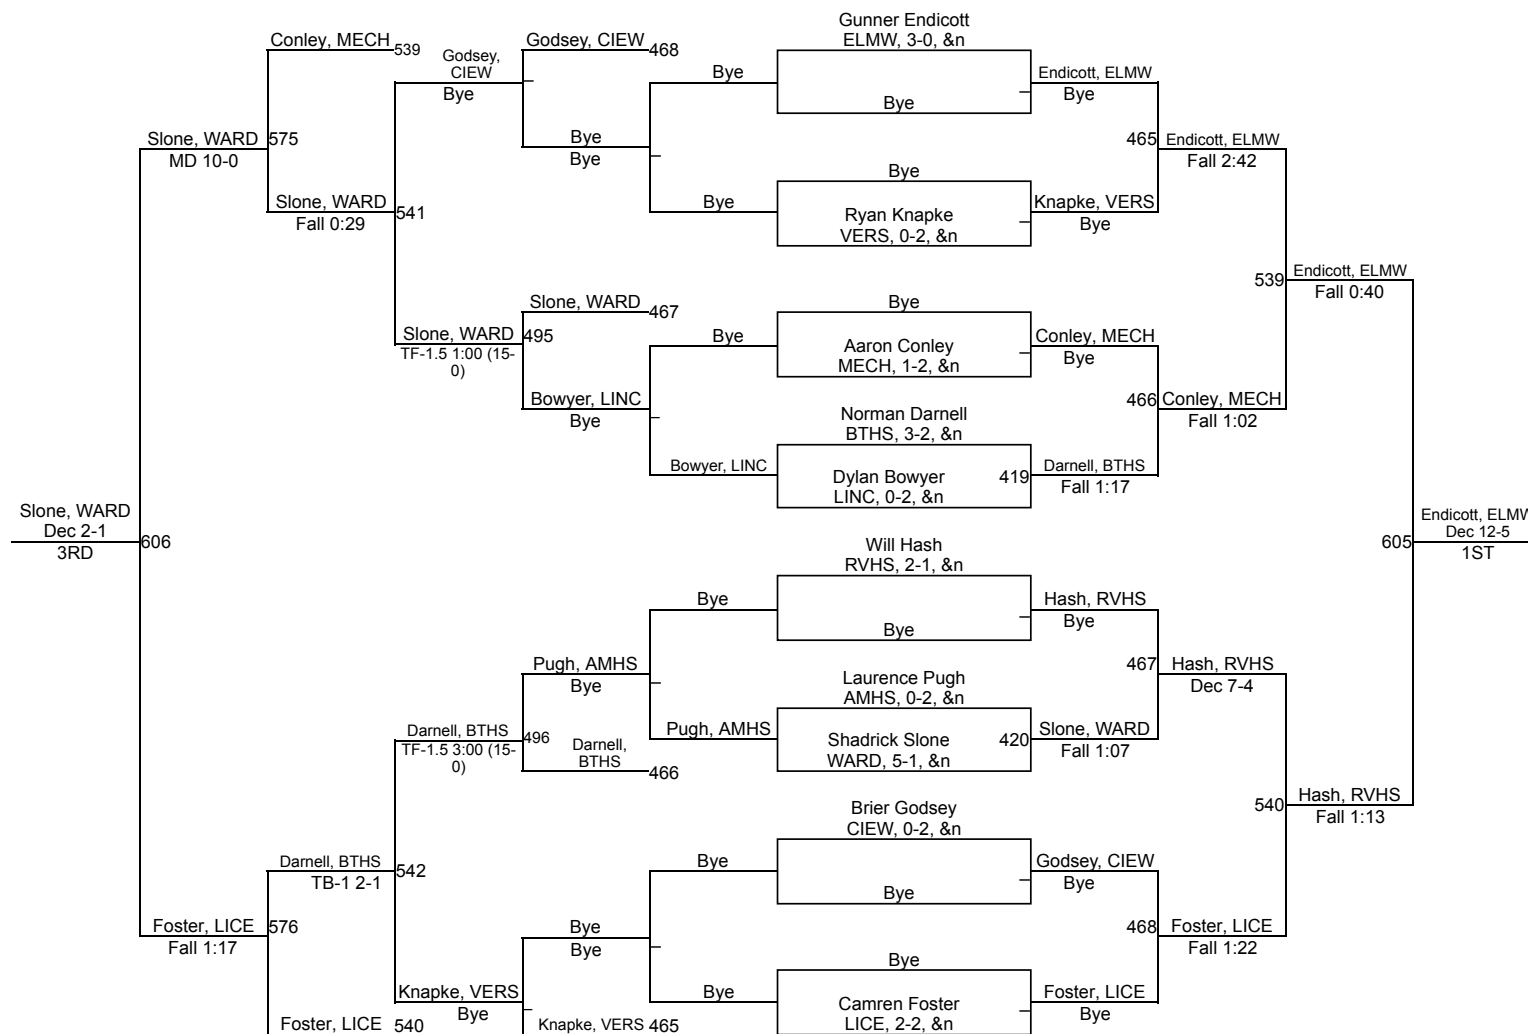 Gunner Endicott
ELMW, 3-0, &n
Conley, MECH
539
Godsey,
CIEW
Bye
Godsey, CIEW
468
Bye
Bye
Endicott, ELMW
Bye
Slone, WARD
575
MD 10-0
Bye
Bye
465
Endicott, ELMW
Fall 2:42
Slone, WARD
541
Fall 0:29
Bye
Bye
Ryan Knapke
VERS, 0-2, &n
Knapke, VERS
Bye
539
Endicott, ELMW
Fall 0:40
Slone, WARD
467
Bye
Slone, WARD
495
TF-1.5 1:00 (15-
0)
Bye
Aaron Conley
MECH, 1-2, &n
Conley, MECH
Bye
Bowyer, LINC
Bye
466
Conley, MECH
Fall 1:02
Norman Darnell
BTHS, 3-2, &n
Bowyer, LINC
Dylan Bowyer
LINC, 0-2, &n
419
Darnell, BTHS
Fall 1:17
Slone, WARD
Dec 2-1
3RD
606
605
Endicott, ELMW
Dec 12-5
1ST
Will Hash
RVHS, 2-1, &n
Bye
Bye
Hash, RVHS
Bye
Pugh, AMHS
Bye
467
Hash, RVHS
Dec 7-4
Laurence Pugh
AMHS, 0-2, &n
Darnell, BTHS
496
TF-1.5 3:00 (15-
0)
Darnell,
BTHS
466
Pugh, AMHS
Shadrick Slone
WARD, 5-1, &n
420
Slone, WARD
Fall 1:07
540
Hash, RVHS
Fall 1:13
Brier Godsey
CIEW, 0-2, &n
Darnell, BTHS
542
TB-1 2-1
Bye
Bye
Godsey, CIEW
Bye
Foster, LICE
576
Fall 1:17
Bye
Bye
468
Foster, LICE
Fall 1:22
Bye
Knapke, VERS
Bye
Bye
Camren Foster
LICE, 2-2, &n
Foster, LICE
Bye
Foster, LICE
540
Knapke, VERS
465